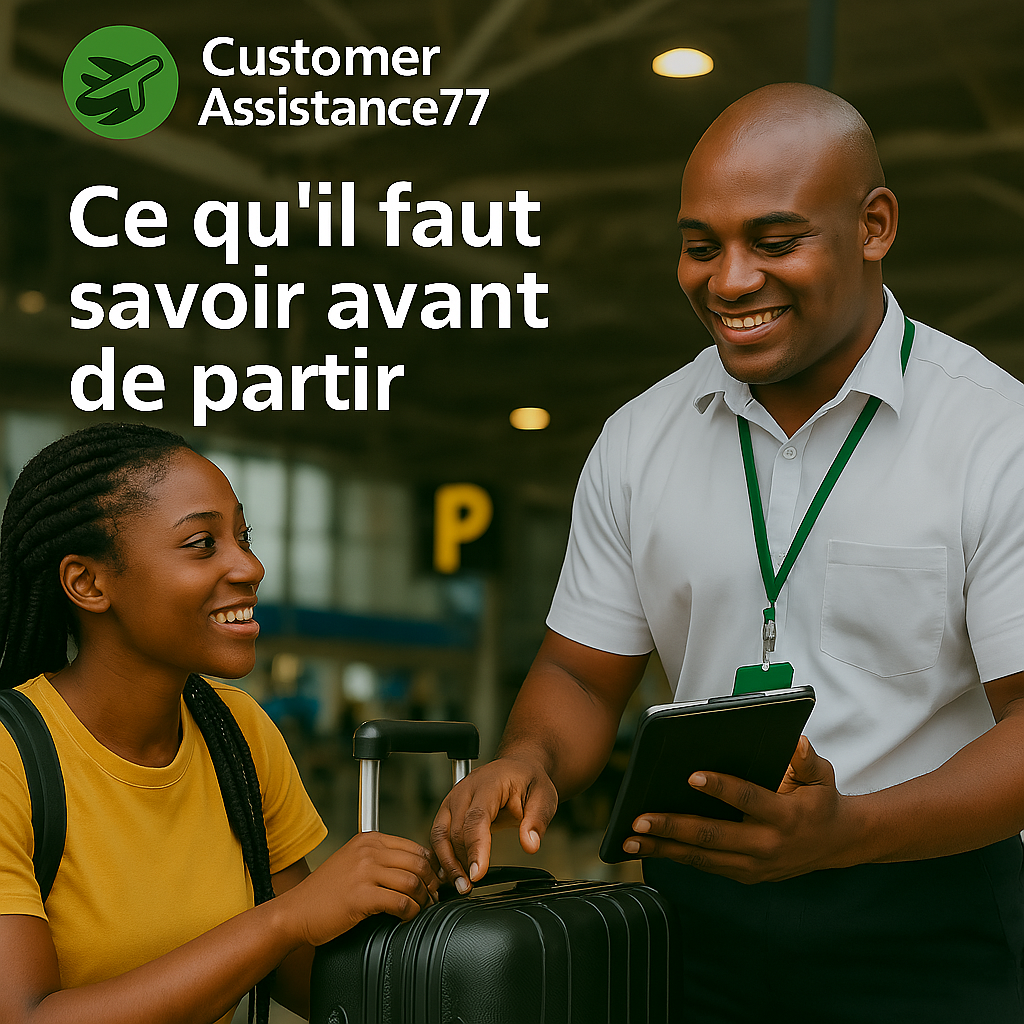 Customer
Assistance77
Ce qu'il faut
savoir avant
de partir
P